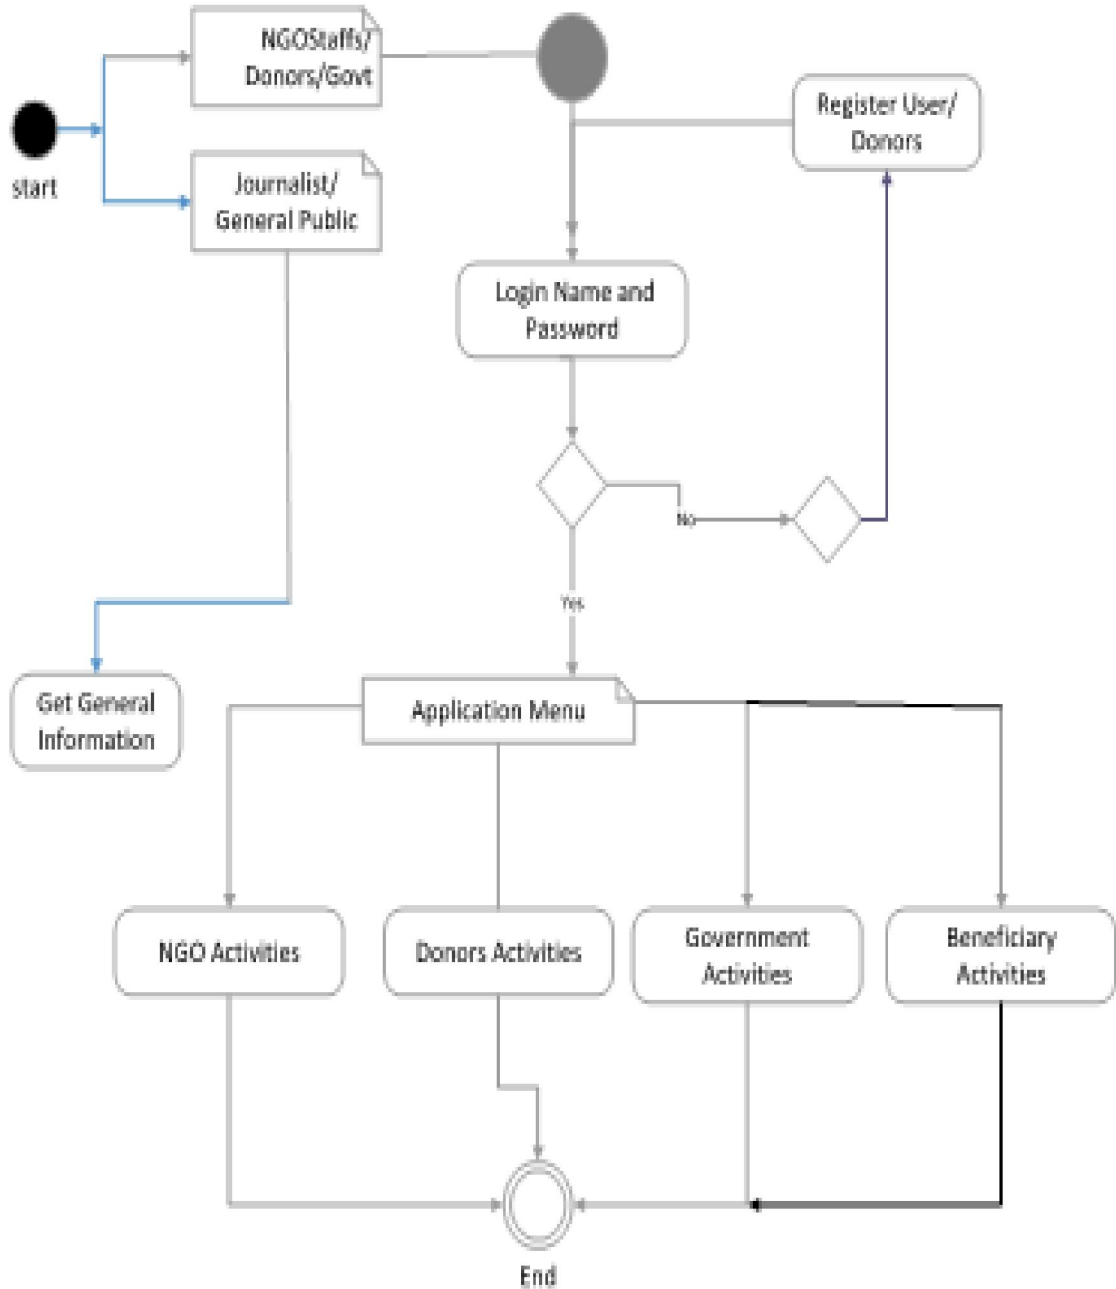 NGOStaffs/
Donors/Govt
Register User/
Donors
start
Journalist/
General Public
Login Name and
Password
No
Yes
Get General
Information
Application Menu
NGO Activities
Donors Activities
Government
Activities
Beneficiary
Activities
End